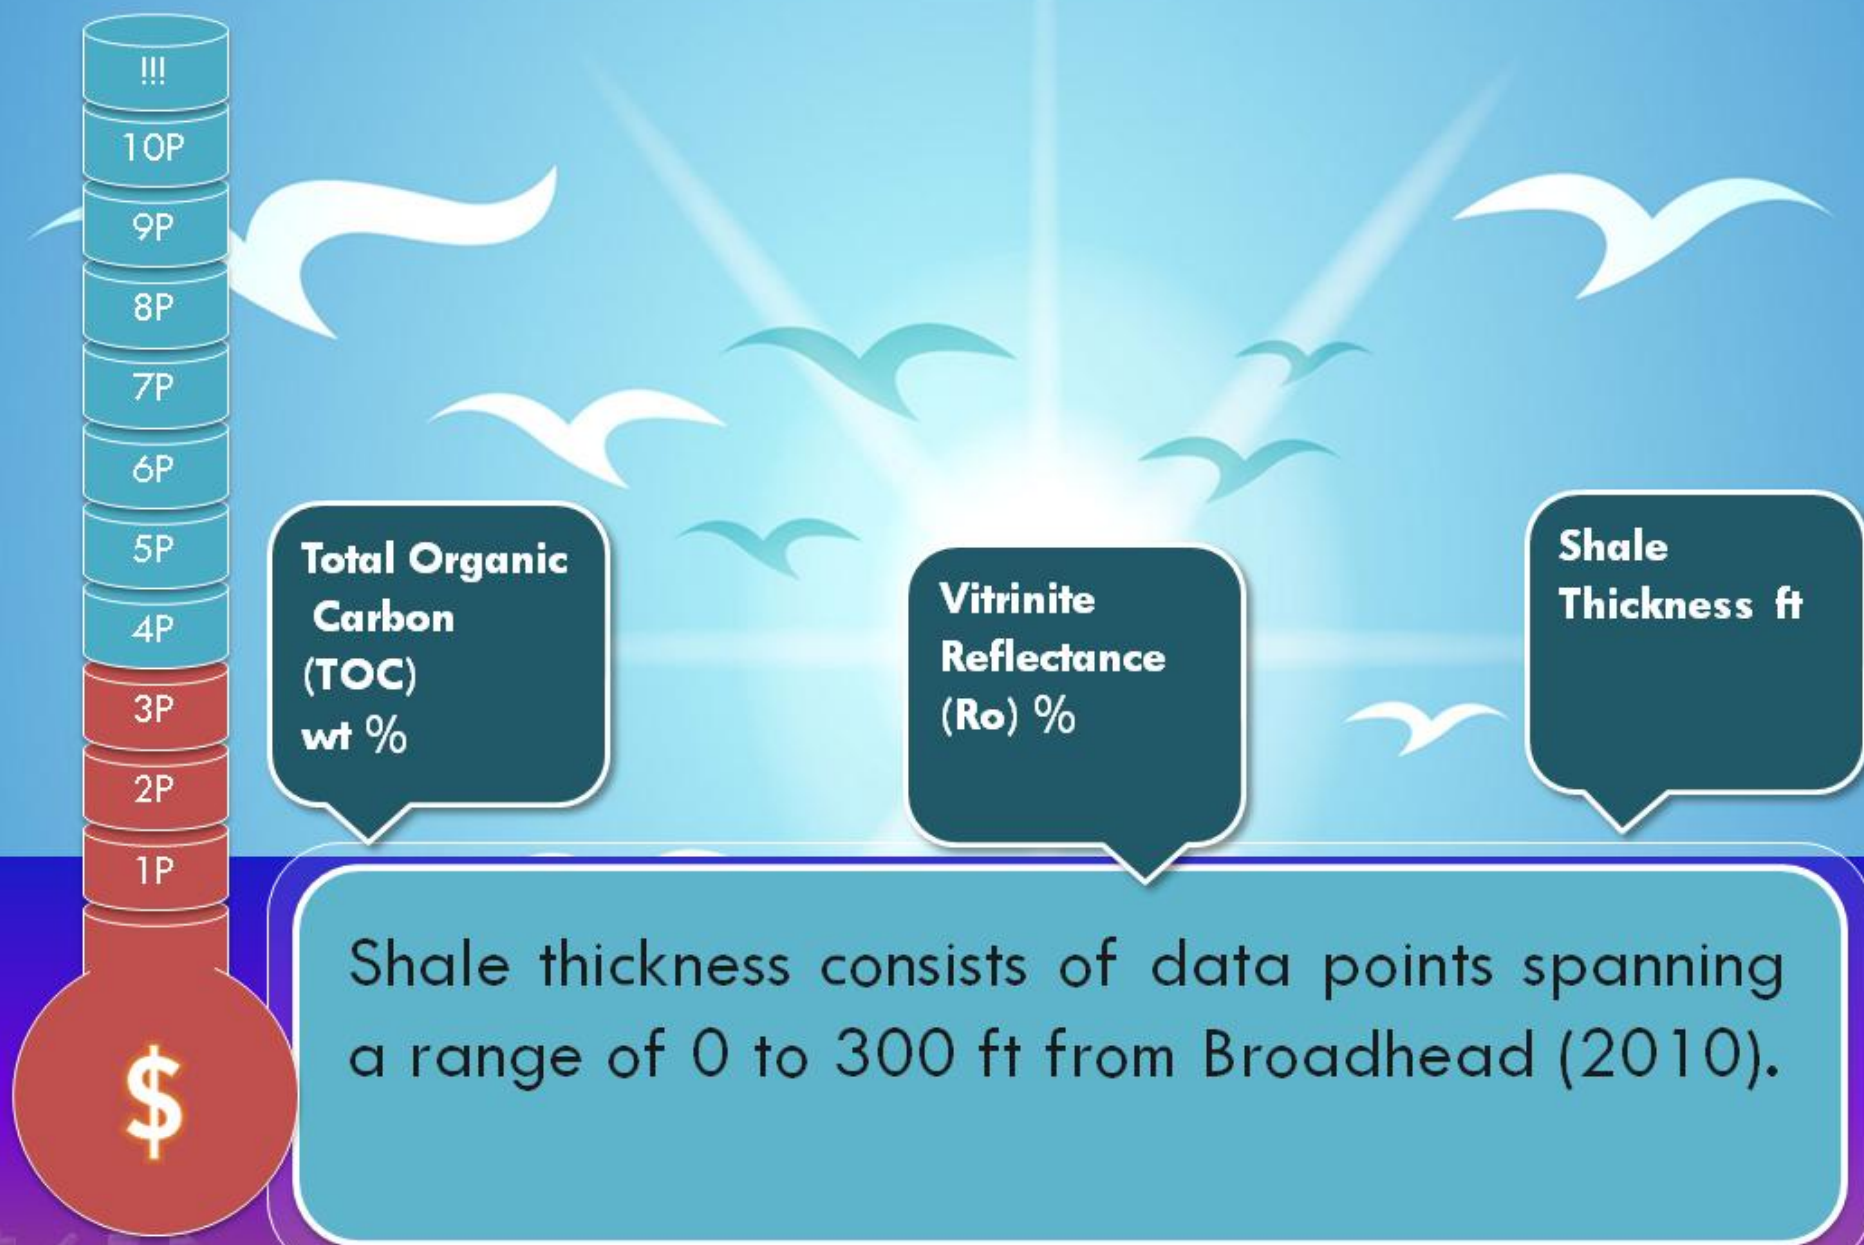 !!!
10P
9P
8P
7P
6P
5P
4P
3P
2P
1P
$
Total Organic
Carbon
(TOC)
wt %
Vitrinite
Reflectance
(Ro) %
Shale
Thickness ft
Shale thickness consists of data points spanning
a range of 0 to 300 ft from Broadhead (2010).